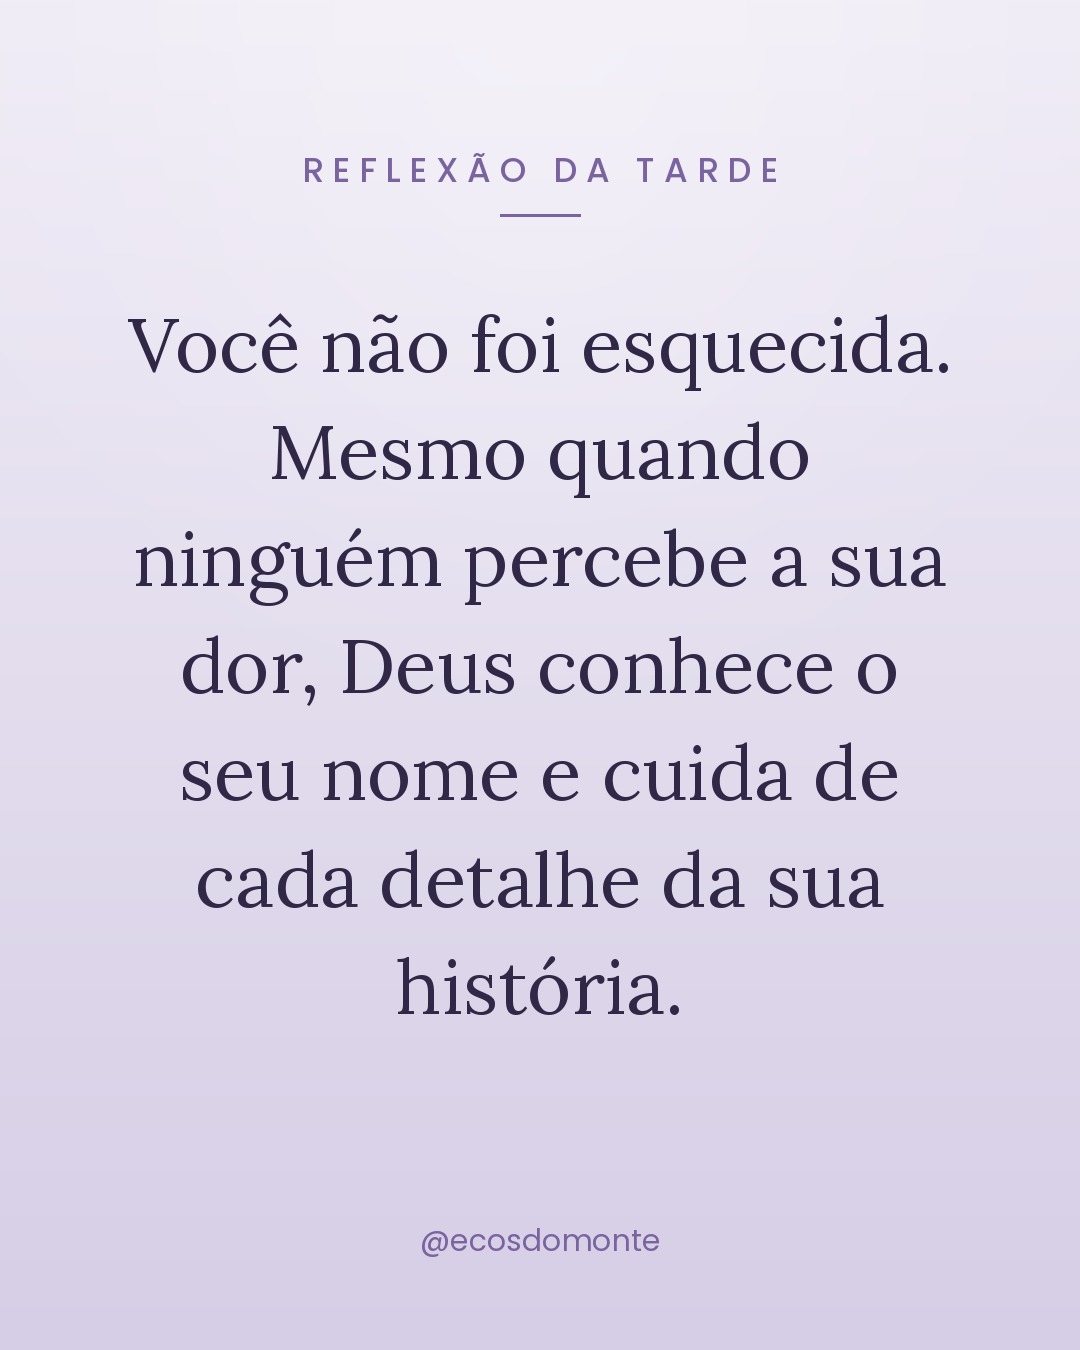 REFLEXÃO DA TARDE
Você não foi esquecida.
Mesmo quando
ninguém percebe a sua
dor, Deus conhece o
seu nome e cuida de
cada detalhe da sua
história.
@ecosdomonte